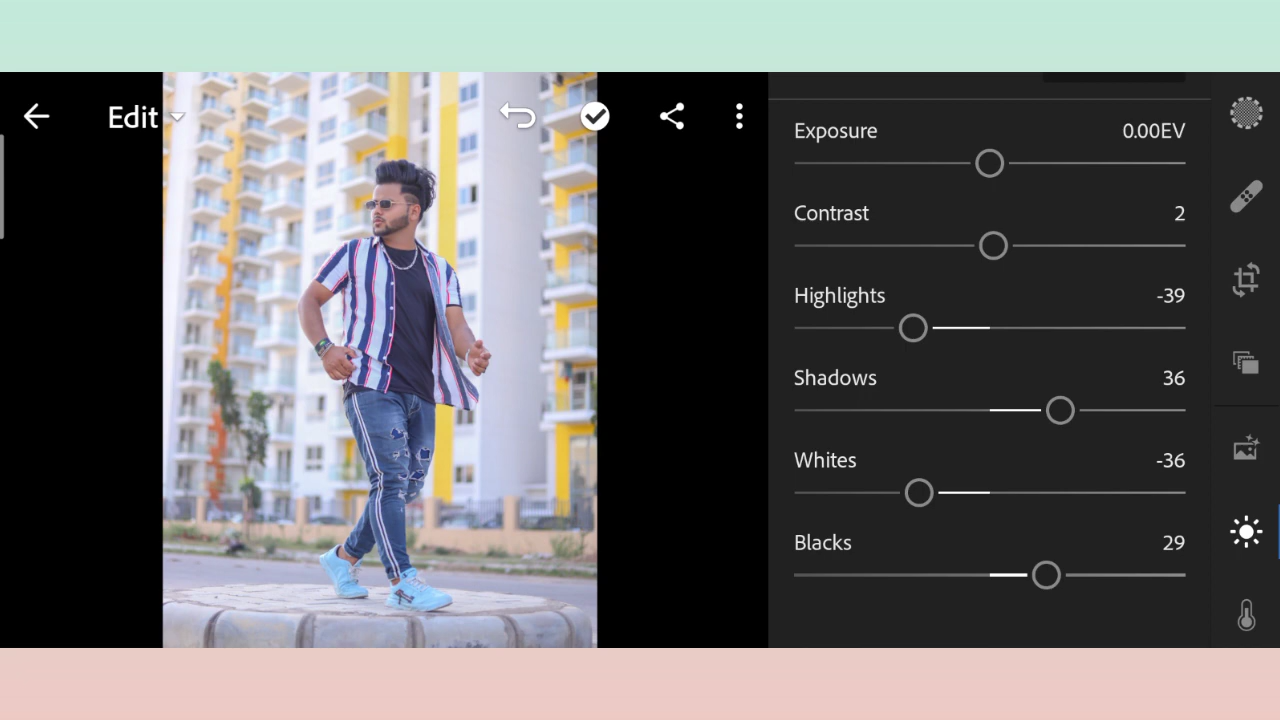 Edit
Exposure 0.00EV
Contrast 2
Highlights -39
Shadows 36
Whites -36
Blacks 29